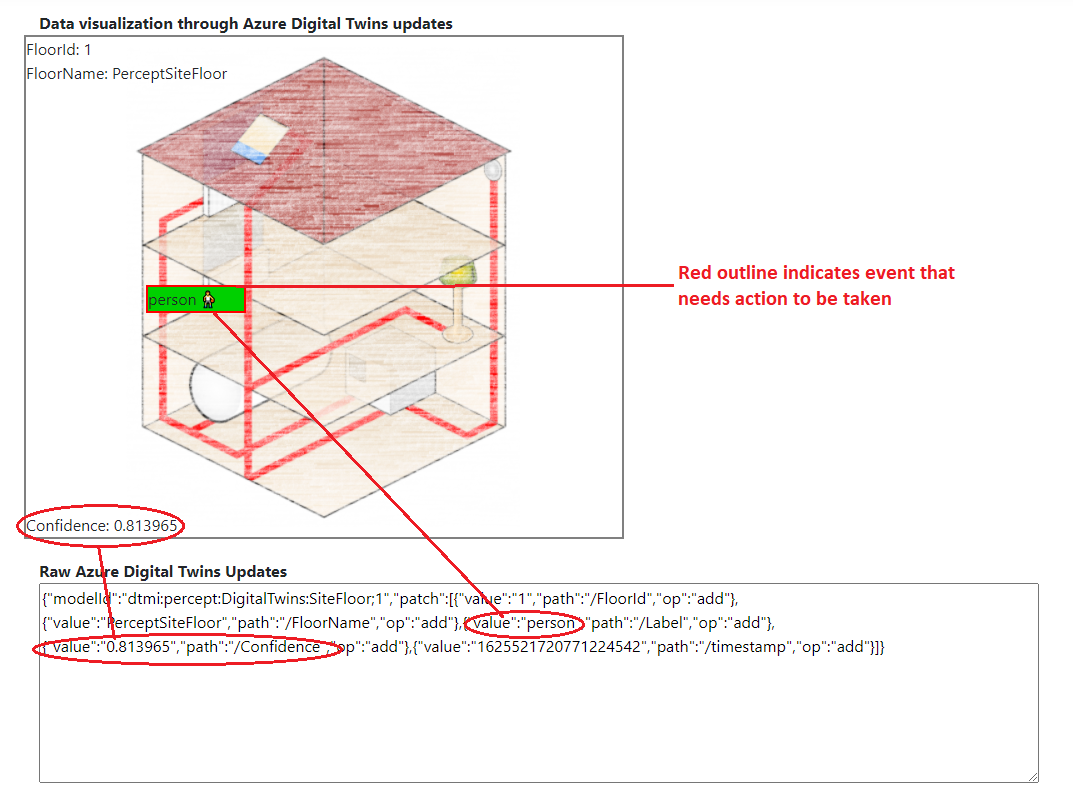 Data visualization through Azure Digital Twins updates
FloorId: 1
FloorName: PerceptSiteFloor
Red outline indicates event that
needs action to be taken
person
Confidence: 0.813965
Raw Azure Digital Twins Updates
{"modelId":"dtmi:percept:DigitalTwins:SiteFloor;1","patch":[{"value":"1","path":"/FloorId","op":"add"},
{"value":"PerceptSiteFloor","path":"/FloorName","op":"add"},{"value":"person","path":"/Label","op":"add"},
{"value":"0.813965","path":"/Confidence","op":"add"},{"value":"1625521720771224542","path":"/timestamp","op":"add"}]}